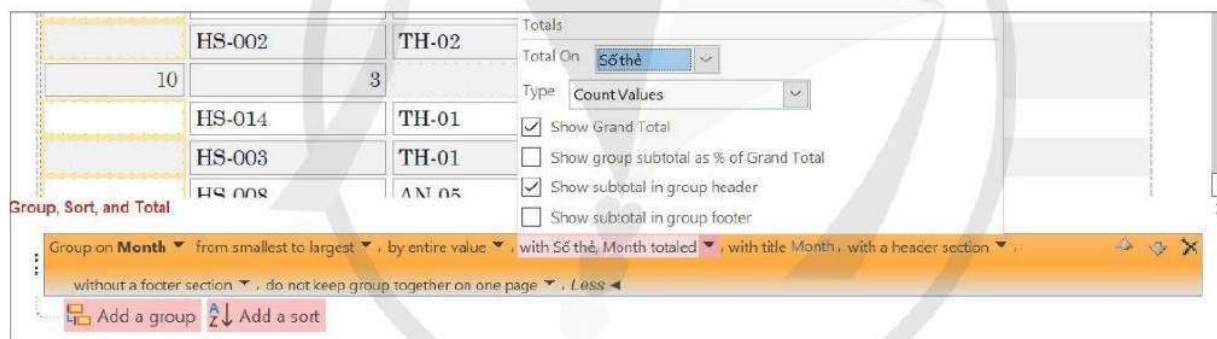 HS-002 TH-02
10 3
HS-014 TH-01
HS-003 TH-01
HS-008 AN-05
Totals
Total On Số thẻ
Type Count Values
Show Grand Total
Show group subtotal as % of Grand Total
Show subtotal in group header
Show subtotal in group footer
Group, Sort, and Total
Group on Month from smallest to largest , by entire value , with Số thẻ, Month totaled , with title Month , with a header section ,
without a footer section , do not keep group together on one page , Less
Add a group Add a sort